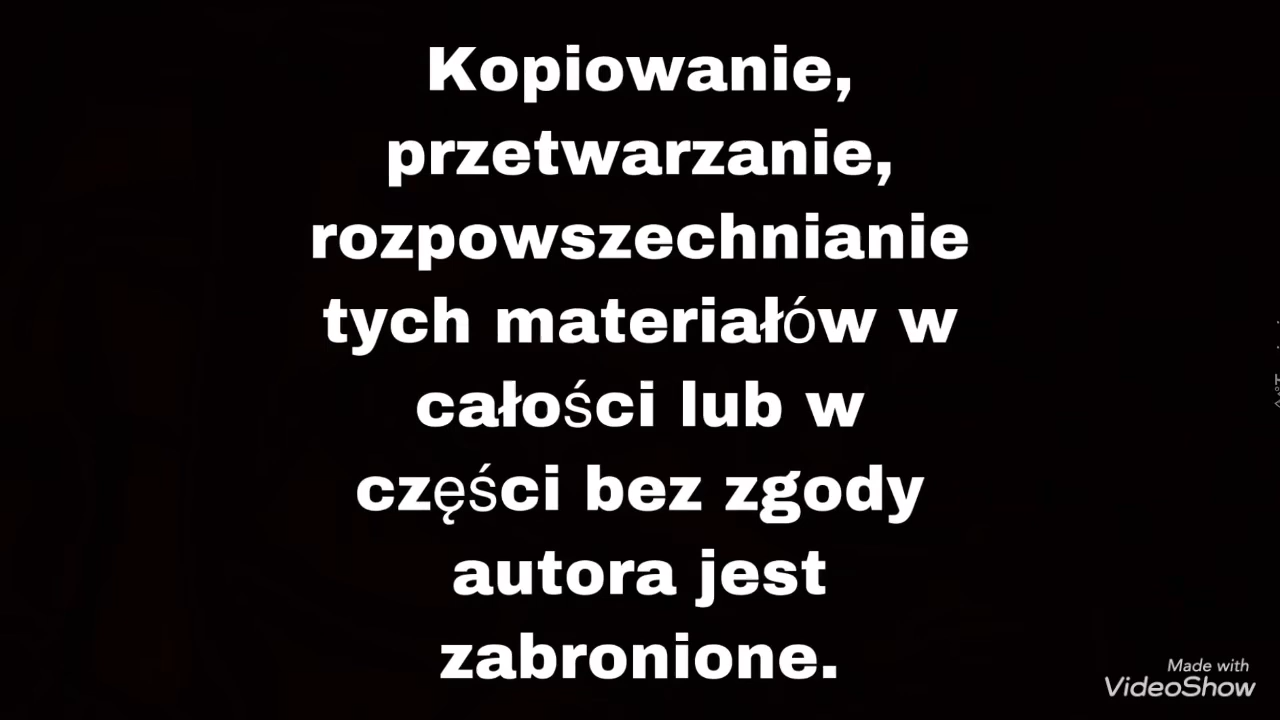 Kopiowanie,
przetwarzanie,
rozpowszechnianie
tych materiałów w
całości lub w
części bez zgody
autora jest
zabronione.
Made with
VideoShow